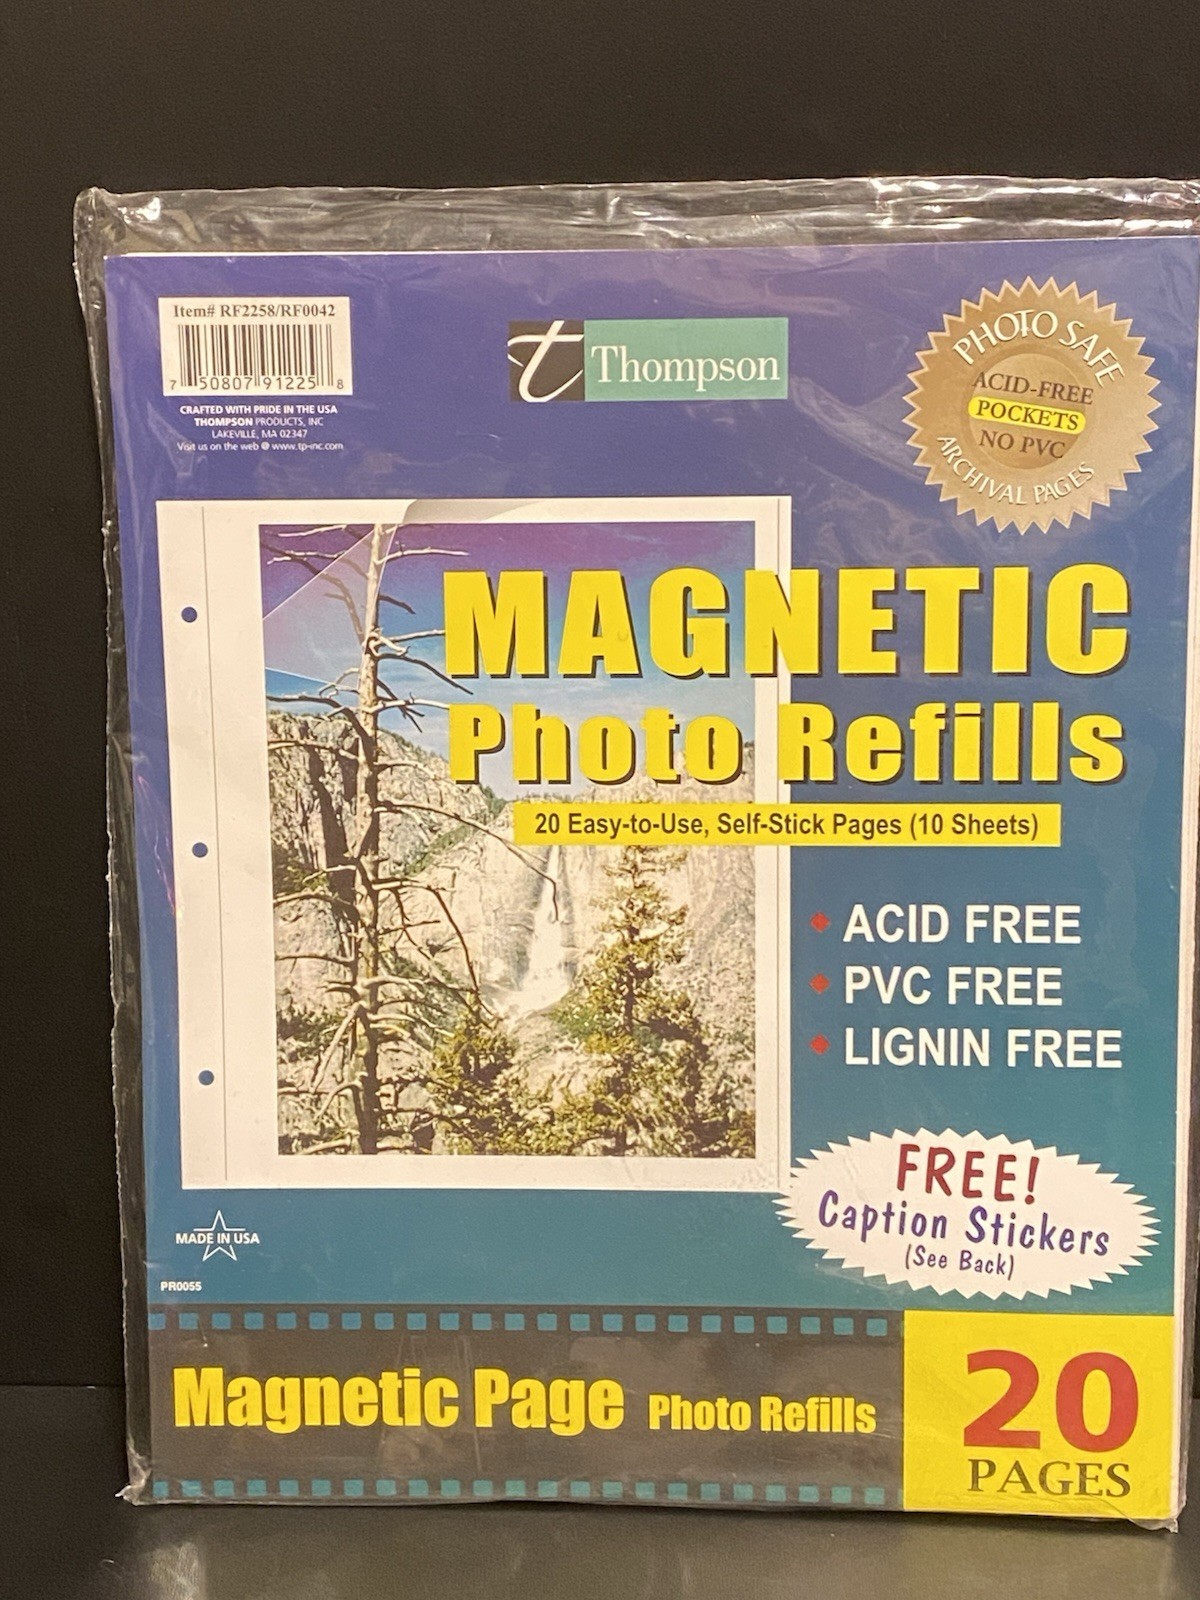 Item# RF2258/RF0042
7 50807 91225 8
CRAFTED WITH PRIDE IN THE USA
THOMPSON PRODUCTS, INC
LAKEVILLE, MA 02347
Visit us on the web @ www.tp-inc.com
t Thompson
PHOTO SAFE
ACID-FREE
POCKETS
NO PVC
ARCHIVAL PAGES
MAGNETIC
Photo Refills
20 Easy-to-Use, Self-Stick Pages (10 Sheets)
ACID FREE
PVC FREE
LIGNIN FREE
FREE!
Caption Stickers
(See Back)
MADE IN USA
PR0055
Magnetic Page Photo Refills
20
PAGES